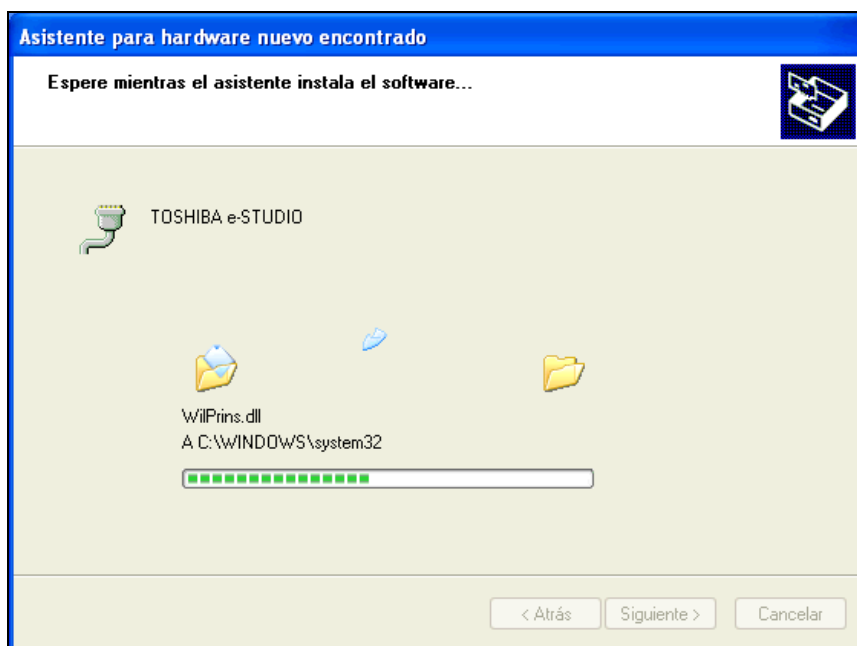 Asistente para hardware nuevo encontrado
Espere mientras el asistente instala el software...
TOSHIBA e-STUDIO
WilPrins.dll
A C:\WINDOWS\system32
< Atrás
Siguiente >
Cancelar